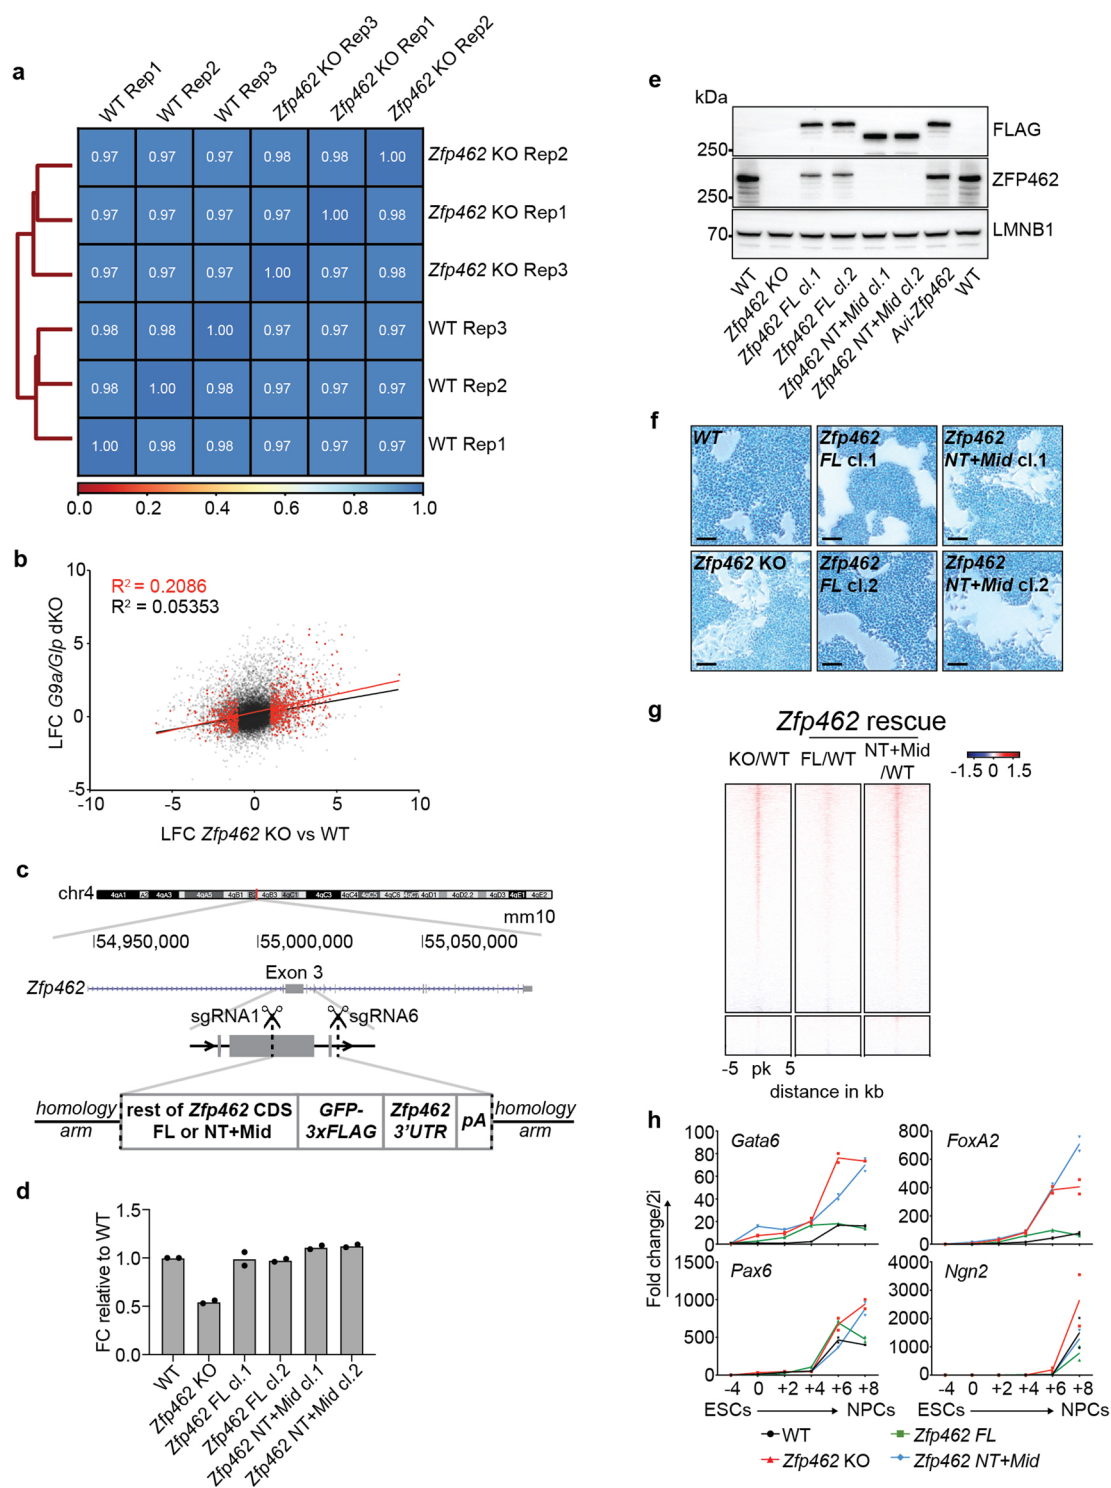 a
WT Rep1
WT Rep2
WT Rep3
Zfp462 KO Rep3
Zfp462 KO Rep1
Zfp462 KO Rep2
0.97 0.97 0.97 0.98 0.98 1.00 Zfp462 KO Rep2
0.97 0.97 0.97 0.97 1.00 0.98 Zfp462 KO Rep1
0.97 0.97 0.97 1.00 0.97 0.98 Zfp462 KO Rep3
0.98 0.98 1.00 0.97 0.97 0.97 WT Rep3
0.98 1.00 0.98 0.97 0.97 0.97 WT Rep2
1.00 0.98 0.98 0.97 0.97 0.97 WT Rep1
0.0 0.2 0.4 0.6 0.8 1.0
b
R² = 0.2086
R² = 0.05353
LFC G9a/Glp dKO
10
5
0
-5
-10 -5 0 5 10
LFC Zfp462 KO vs WT
c
chr4
4qA1 A2 4qA3 4qA5 4qB1 B2 4qB3 4qC1 4qC3 4qC4 4qC6 4qD1 4qD2.2 4qD3 4qE1 4qE2
mm10
54,950,000 55,000,000 55,050,000
Exon 3
Zfp462
sgRNA1 sgRNA6
homology arm
rest of Zfp462 CDS FL or NT+Mid
GFP-3xFLAG
Zfp462 3'UTR
pA
homology arm
d
FC relative to WT
1.5
1.0
0.5
0.0
WT
Zfp462 KO
Zfp462 FL cl.1
Zfp462 FL cl.2
Zfp462 NT+Mid cl.1
Zfp462 NT+Mid cl.2
e
kDa
250 FLAG
250 ZFP462
70 LMNB1
WT
Zfp462 KO
Zfp462 FL cl.1
Zfp462 FL cl.2
Zfp462 NT+Mid cl.1
Zfp462 NT+Mid cl.2
Avi-Zfp462
WT
f
WT
Zfp462 FL cl.1
Zfp462 NT+Mid cl.1
Zfp462 KO
Zfp462 FL cl.2
Zfp462 NT+Mid cl.2
g
Zfp462 rescue
KO/WT FL/WT NT+Mid /WT
-1.5 0 1.5
-5 pk 5
distance in kb
h
Fold change/2i
Gata6
100
80
60
40
20
0
FoxA2
800
600
400
200
0
Pax6
1500
1000
500
0
-4 0 +2 +4 +6 +8
ESCs NPCs
Ngn2
4000
3000
2000
1000
0
-4 0 +2 +4 +6 +8
ESCs NPCs
WT
Zfp462 FL
Zfp462 KO
Zfp462 NT+Mid